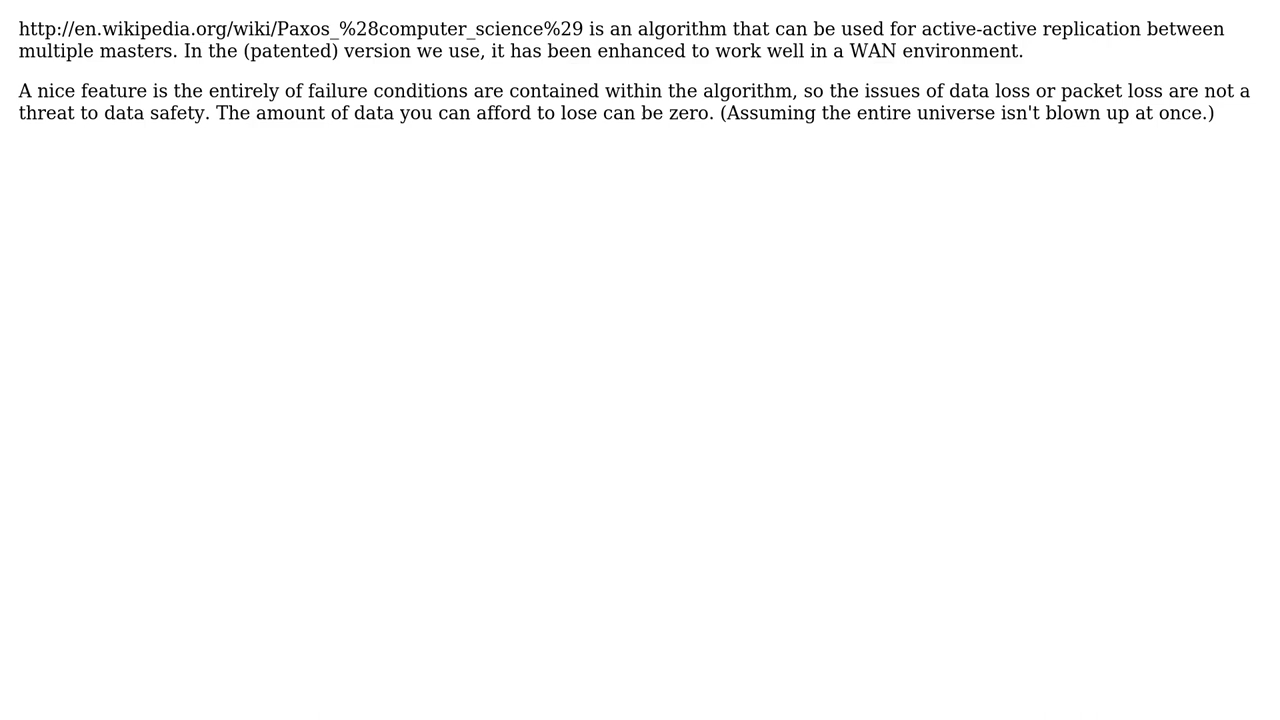 http://en.wikipedia.org/wiki/Paxos_%28computer_science%29 is an algorithm that can be used for active-active replication between
multiple masters. In the (patented) version we use, it has been enhanced to work well in a WAN environment.
A nice feature is the entirely of failure conditions are contained within the algorithm, so the issues of data loss or packet loss are not a
threat to data safety. The amount of data you can afford to lose can be zero. (Assuming the entire universe isn't blown up at once.)